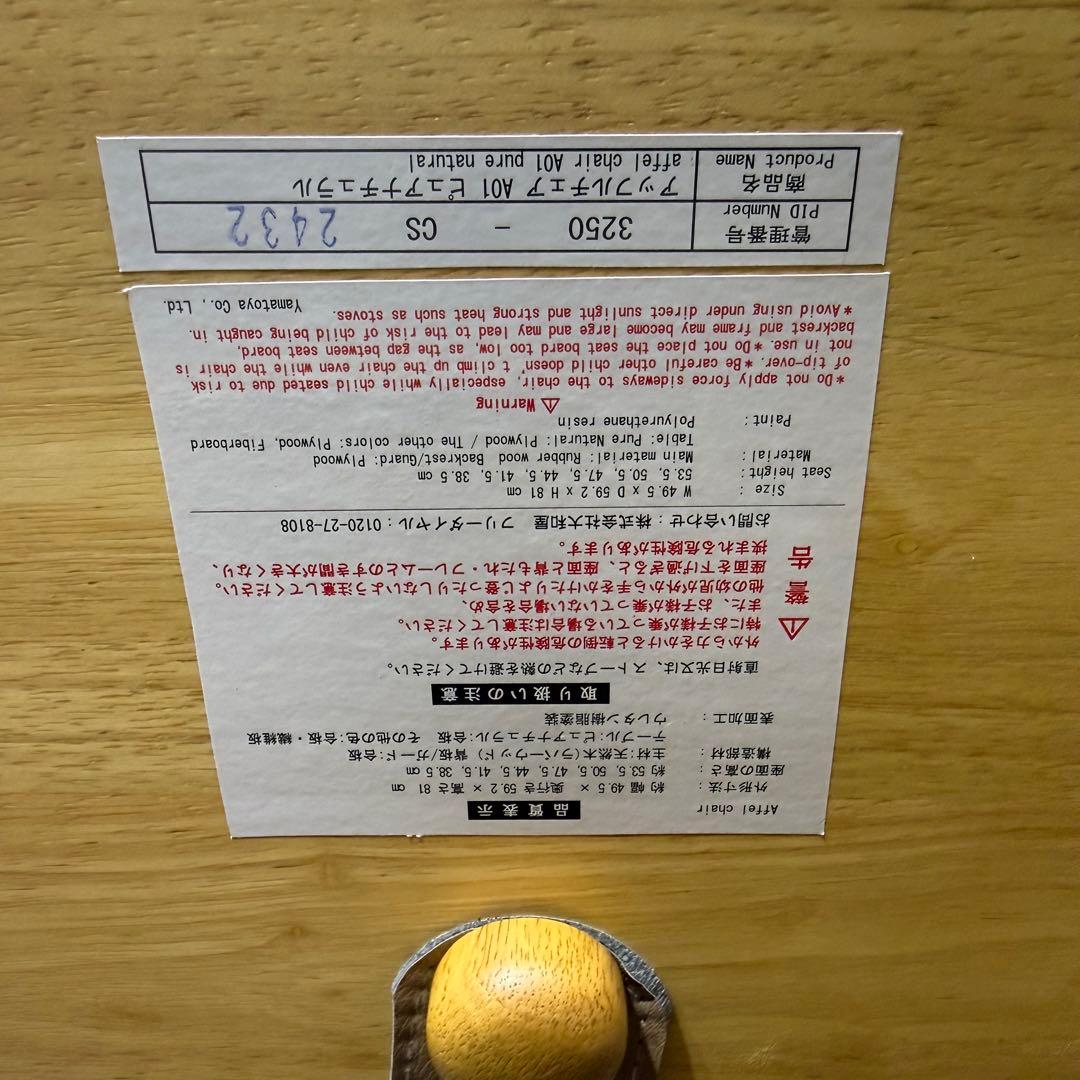 Affel chair 品質表示
外形寸法： 約 幅 49.5 × 奥行き 59.2 × 高さ 81 cm
座面の高さ： 約 53.5, 50.5, 47.5, 44.5, 41.5, 38.5 cm
構造部材： 主材:天然木(ラバーウッド) 背板/ガード:合板
テーブル:ピュアナチュラル:合板 その他の色:合板・繊維板
表面加工： ウレタン樹脂塗装
取り扱いの注意
直射日光又は、ストーブなどの熱を避けてください。
⚠警告
外から力をかけると転倒の危険性があります。
特にお子様が乗っている場合は注意してください。
また、お子様が乗っていない場合を含め、
他の幼児が外から手をかけたりよじ登ったりしないよう注意してください。
座面を下げ過ぎると、座面と背もたれ・フレームとのすき間が大きくなり、
挟まれる危険性があります。
お問い合わせ：株式会社大和屋 フリーダイヤル：0120-27-8108
Size : W 49.5 x D 59.2 x H 81 cm
Seat height: 53.5, 50.5, 47.5, 44.5, 41.5, 38.5 cm
Material: Main material: Rubber wood Backrest/Guard: Plywood
Table: Pure Natural: Plywood / The other colors: Plywood, Fiberboard
Paint: Polyurethane resin
⚠ Warning
*Do not apply force sideways to the chair, especially while child seated due to risk
of tip-over. *Be careful other child doesn't climb up the chair even while the chair is
not in use. *Do not place the seat board too low, as the gap between seat board,
backrest and frame may become large and may lead to the risk of child being caught in.
*Avoid using under direct sunlight and strong heat such as stoves.
Yamatoya Co., Ltd.
管理番号
PID Number
3250 - GS 2432
商品名
Product Name
アッフルチェア A01 ピュアナチュラル
affel chair A01 pure natural